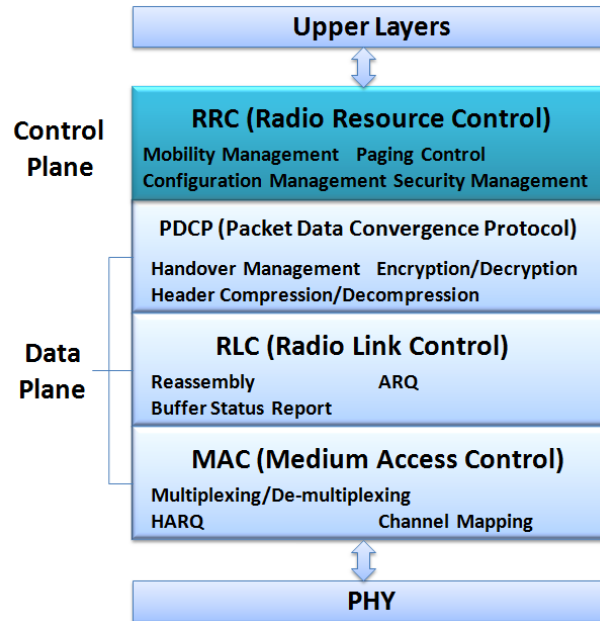 Upper Layers
Control
Plane
RRC (Radio Resource Control)
Mobility Management Paging Control
Configuration Management Security Management
PDCP (Packet Data Convergence Protocol)
Handover Management Encryption/Decryption
Header Compression/Decompression
Data
Plane
RLC (Radio Link Control)
Reassembly ARQ
Buffer Status Report
MAC (Medium Access Control)
Multiplexing/De-multiplexing
HARQ Channel Mapping
PHY